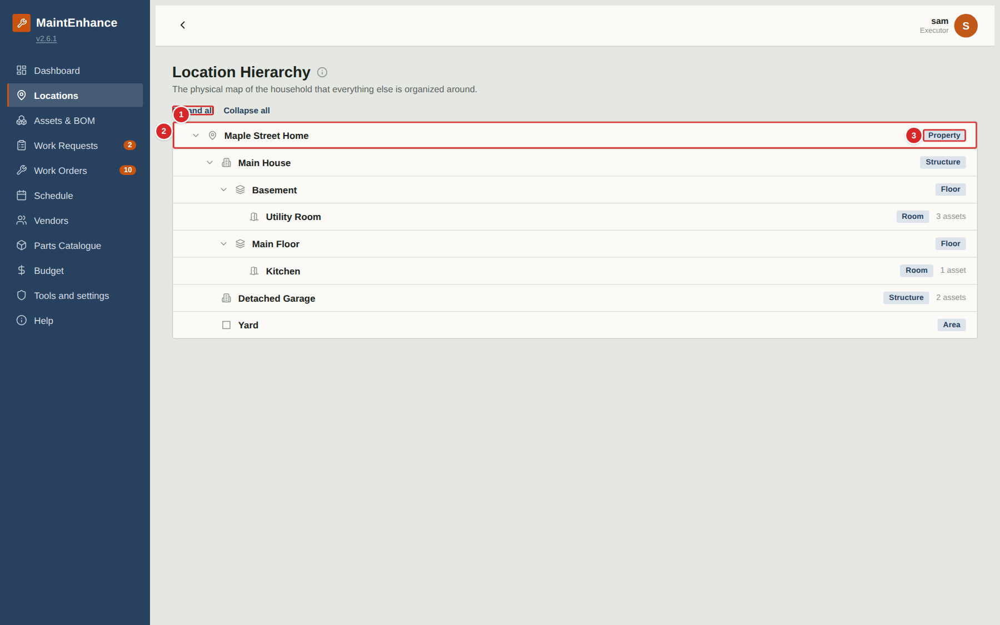 MaintEnhance
v2.6.1
Dashboard
Locations
Assets & BOM
Work Requests 2
Work Orders 10
Schedule
Vendors
Parts Catalogue
Budget
Tools and settings
Help
sam
Executor
S
Location Hierarchy
The physical map of the household that everything else is organized around.
1 all Collapse all
2
Maple Street Home 3 Property
Main House Structure
Basement Floor
Utility Room Room 3 assets
Main Floor Floor
Kitchen Room 1 asset
Detached Garage Structure 2 assets
Yard Area